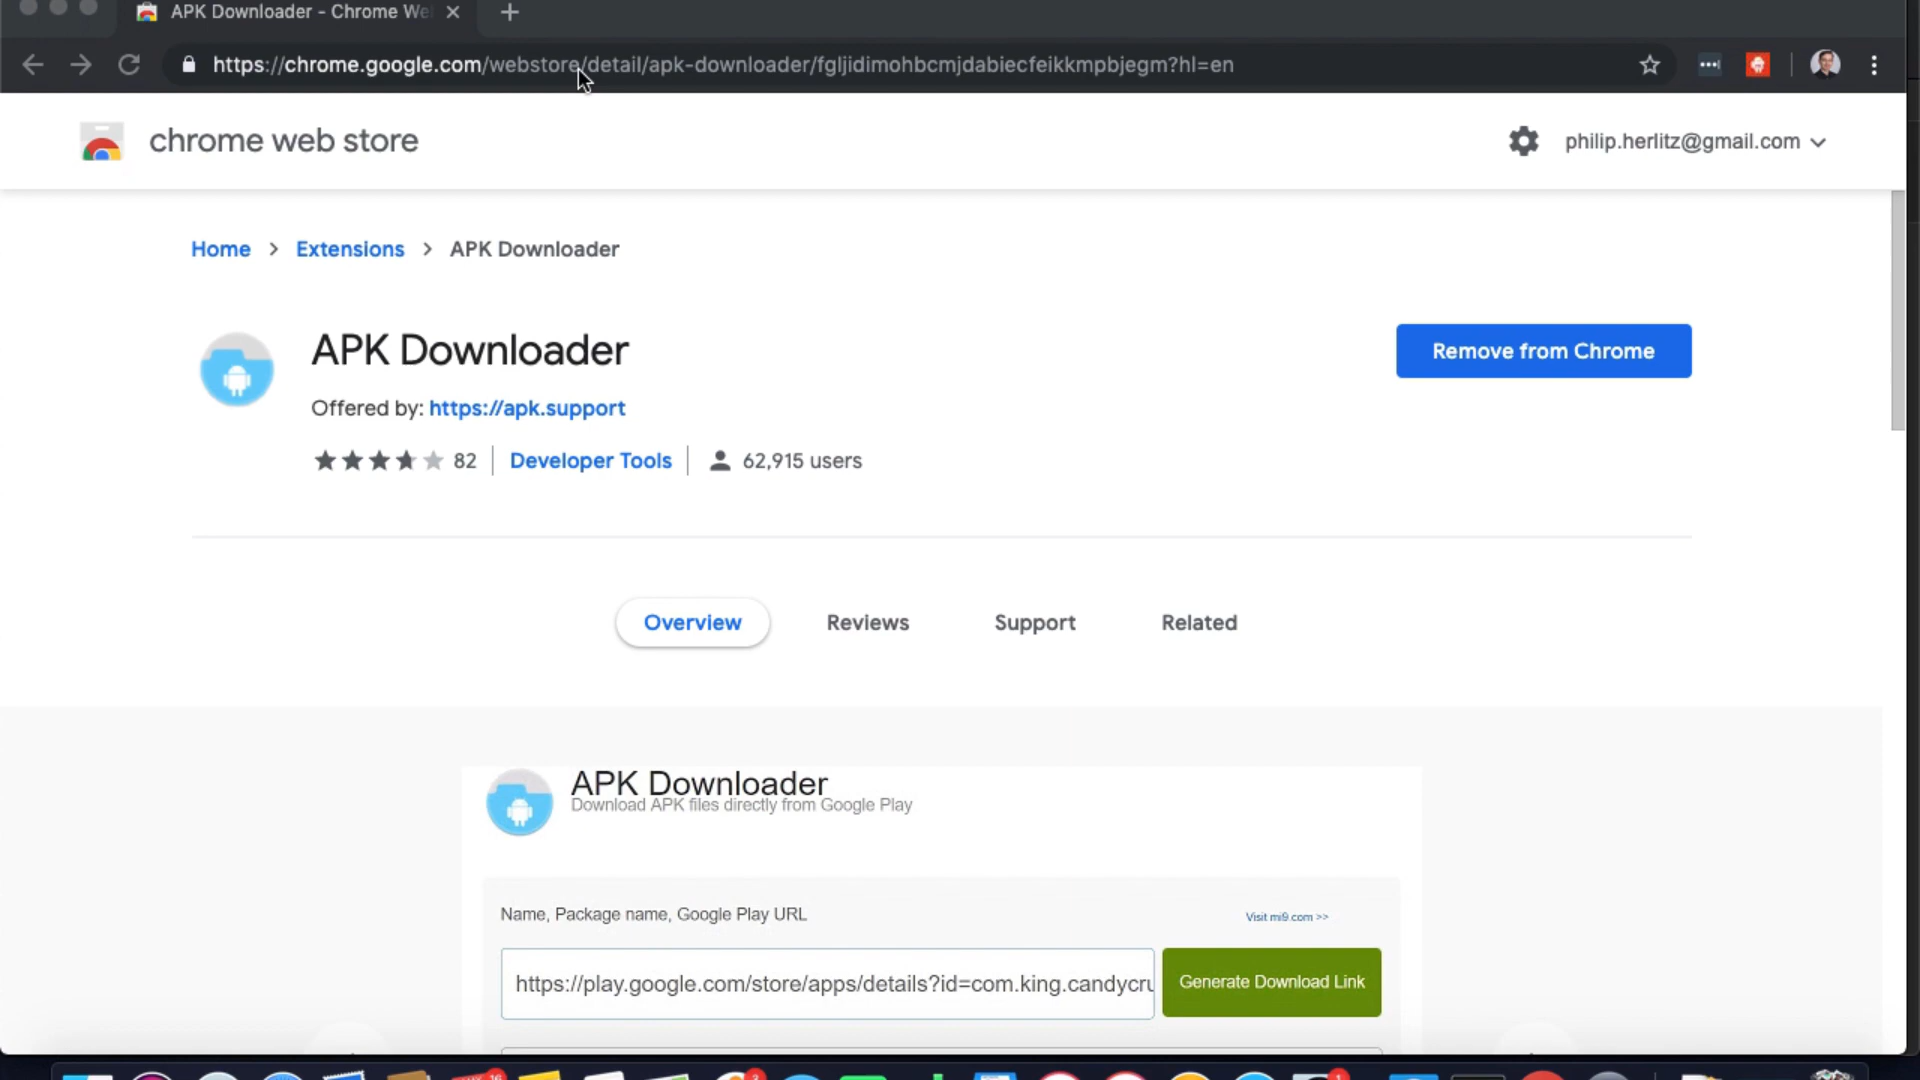 APK Downloader - Chrome We
https://chrome.google.com/webstore/detail/apk-downloader/fgljidimohbcmjdabiecfeikkmpbjegm?hl=en
chrome web store
philip.herlitz@gmail.com
Home > Extensions > APK Downloader
APK Downloader
Remove from Chrome
Offered by: https://apk.support
82 Developer Tools 62,915 users
Overview Reviews Support Related
APK Downloader
Download APK files directly from Google Play
Name, Package name, Google Play URL
Visit mi9.com >>
https://play.google.com/store/apps/details?id=com.king.candycru
Generate Download Link
16 3 1